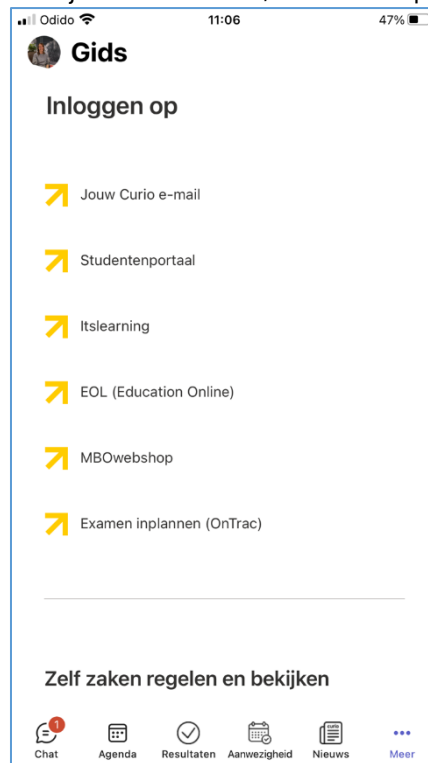 Odido 11:06 47%
Gids
Inloggen op
Jouw Curio e-mail
Studentenportaal
Itslearning
EOL (Education Online)
MBOwebshop
Examen inplannen (OnTrac)
Zelf zaken regelen en bekijken
1
Chat Agenda Resultaten Aanwezigheid Nieuws Meer